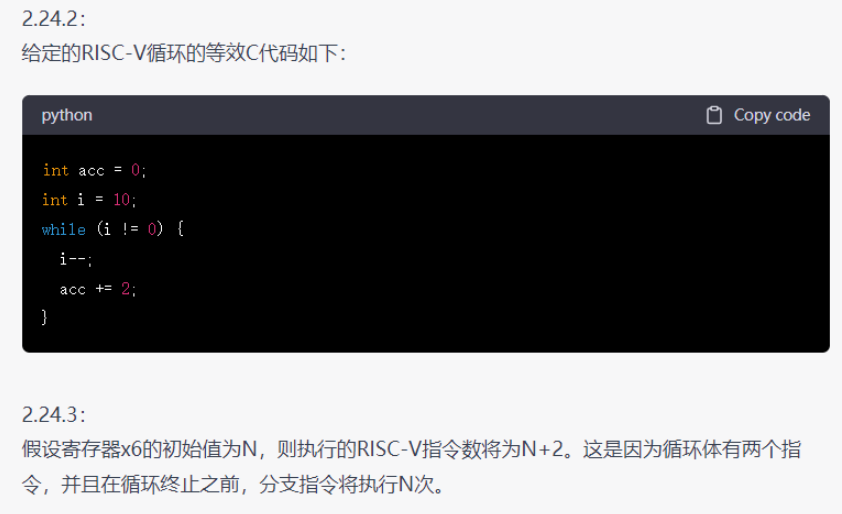 2.24.2:
给定的RISC-V循环的等效C代码如下：
python Copy code
int acc = 0;
int i = 10;
while (i != 0) {
  i--;
  acc += 2;
}
2.24.3:
假设寄存器x6的初始值为N，则执行的RISC-V指令数将为N+2。这是因为循环体有两个指
令，并且在循环终止之前，分支指令将执行N次。